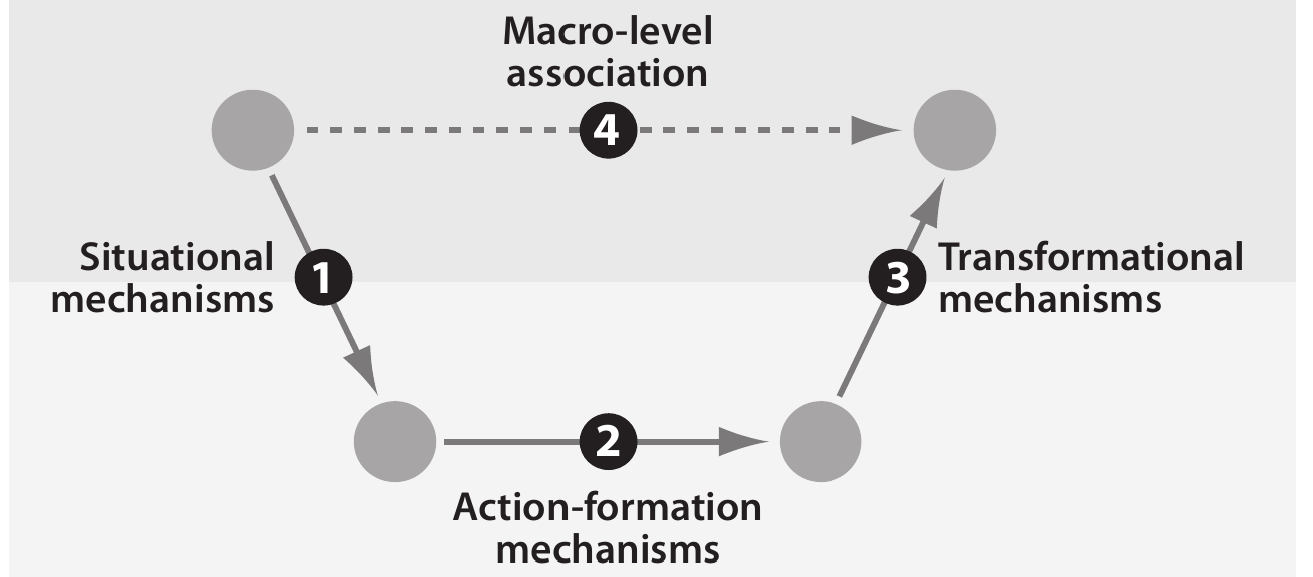 Macro-level
association
4
Situational
mechanisms
1
3
Transformational
mechanisms
2
Action-formation
mechanisms